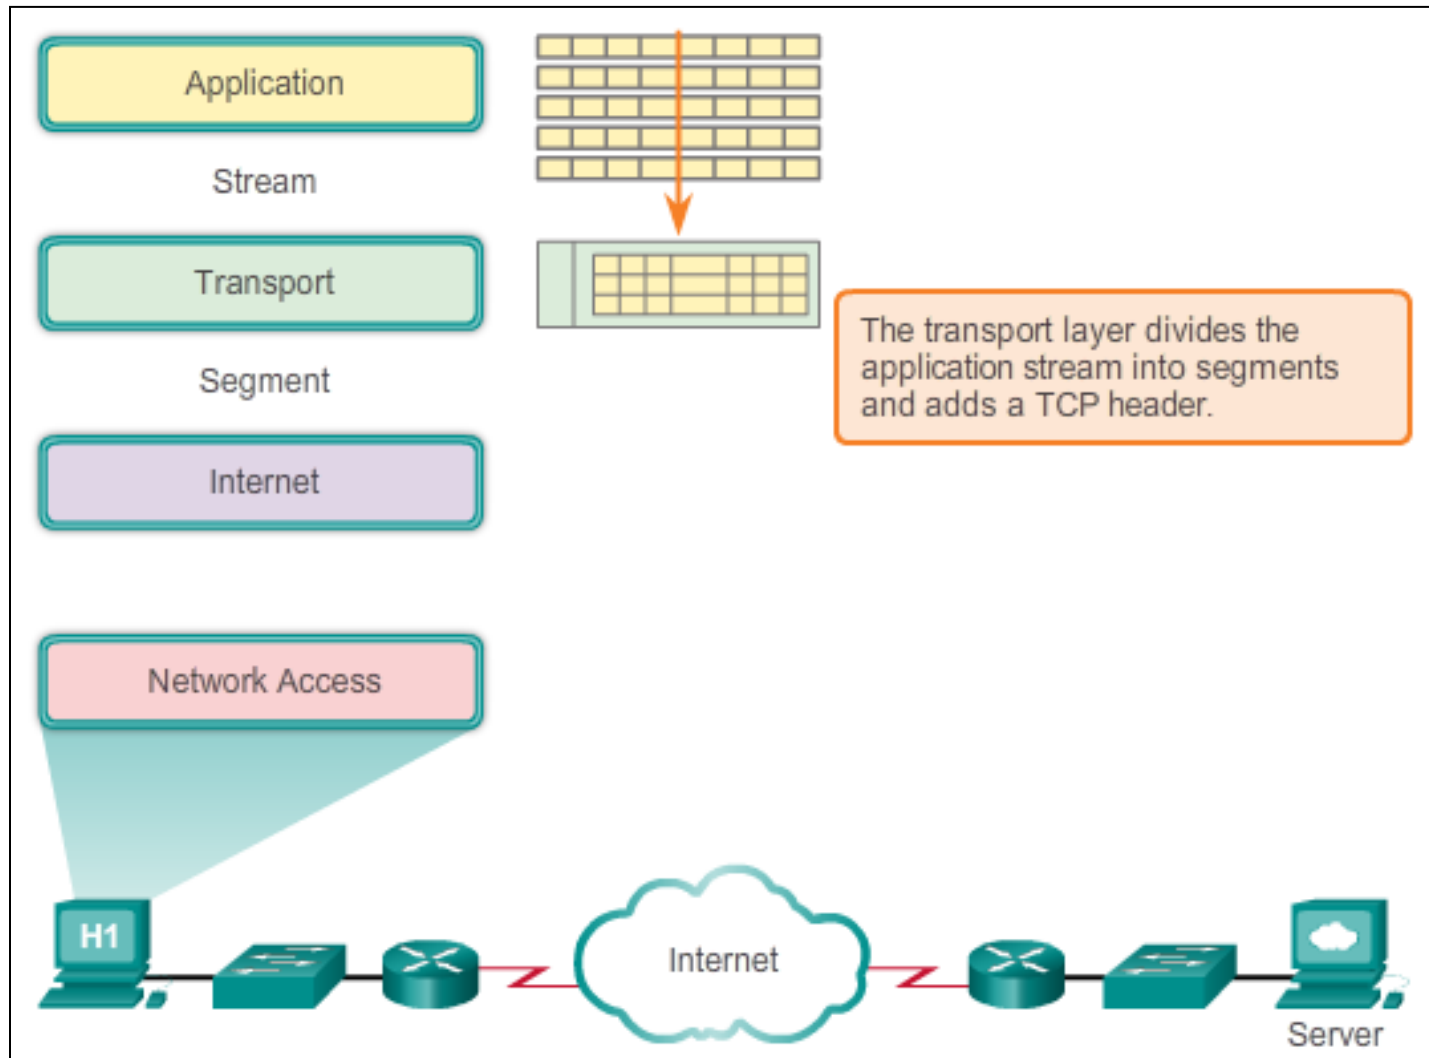 Application
Stream
Transport
The transport layer divides the
application stream into segments
and adds a TCP header.
Segment
Internet
Network Access
H1
Internet
Server